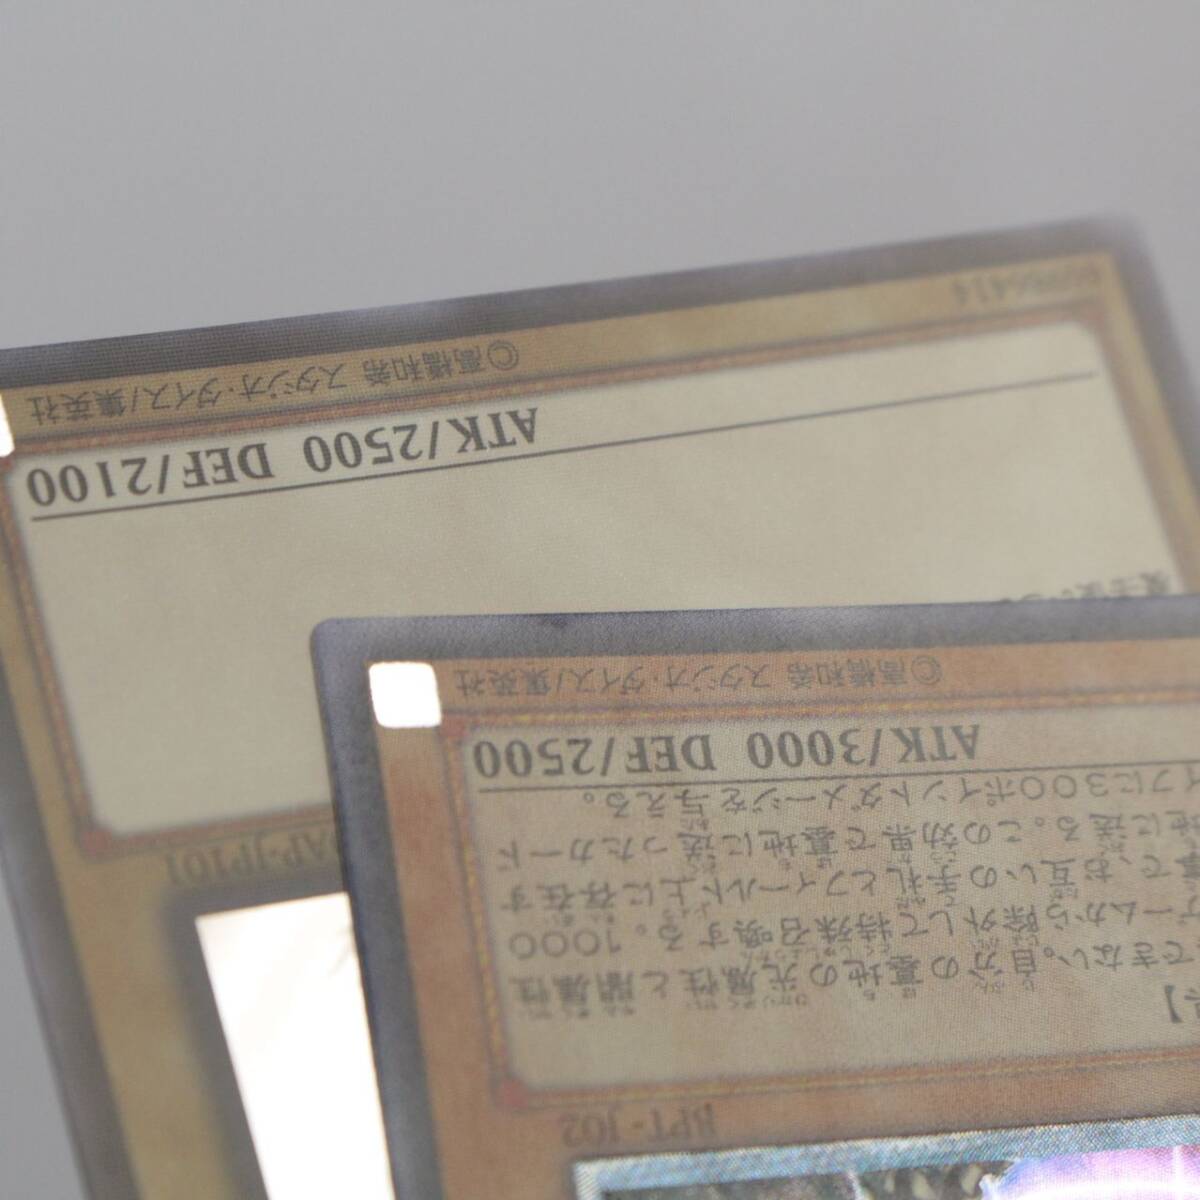 BPT-J02
できない。自分の墓地の光属性と闇属性
ゲームから除外して特殊召喚する。1000
事で、お互いの手札とフィールド上に存在す
地に送る。この効果で墓地に送ったカード
イフに300ポイントダメージを与える。
ATK/3000 DEF/2500
©高橋和希 スタジオ・ダイス/集英社
AP-JP101
ATK/2500 DEF/2100
©高橋和希 スタジオ・ダイス/集英社